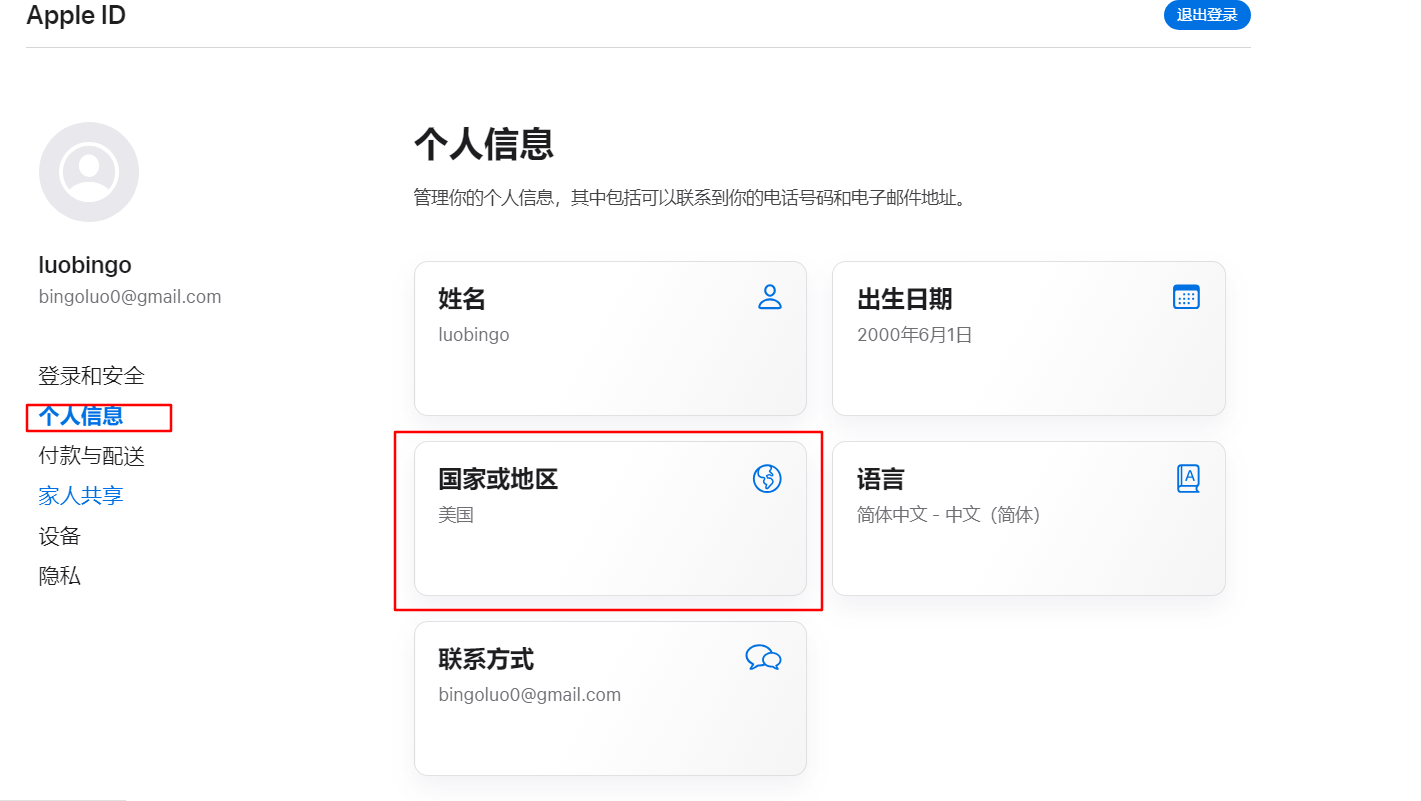 Apple ID
退出登录
luobingo
bingoluo0@gmail.com
登录和安全
个人信息
付款与配送
家人共享
设备
隐私
个人信息
管理你的个人信息，其中包括可以联系到你的电话号码和电子邮件地址。
姓名
luobingo
出生日期
2000年6月1日
国家或地区
美国
语言
A
简体中文 - 中文（简体）
联系方式
bingoluo0@gmail.com